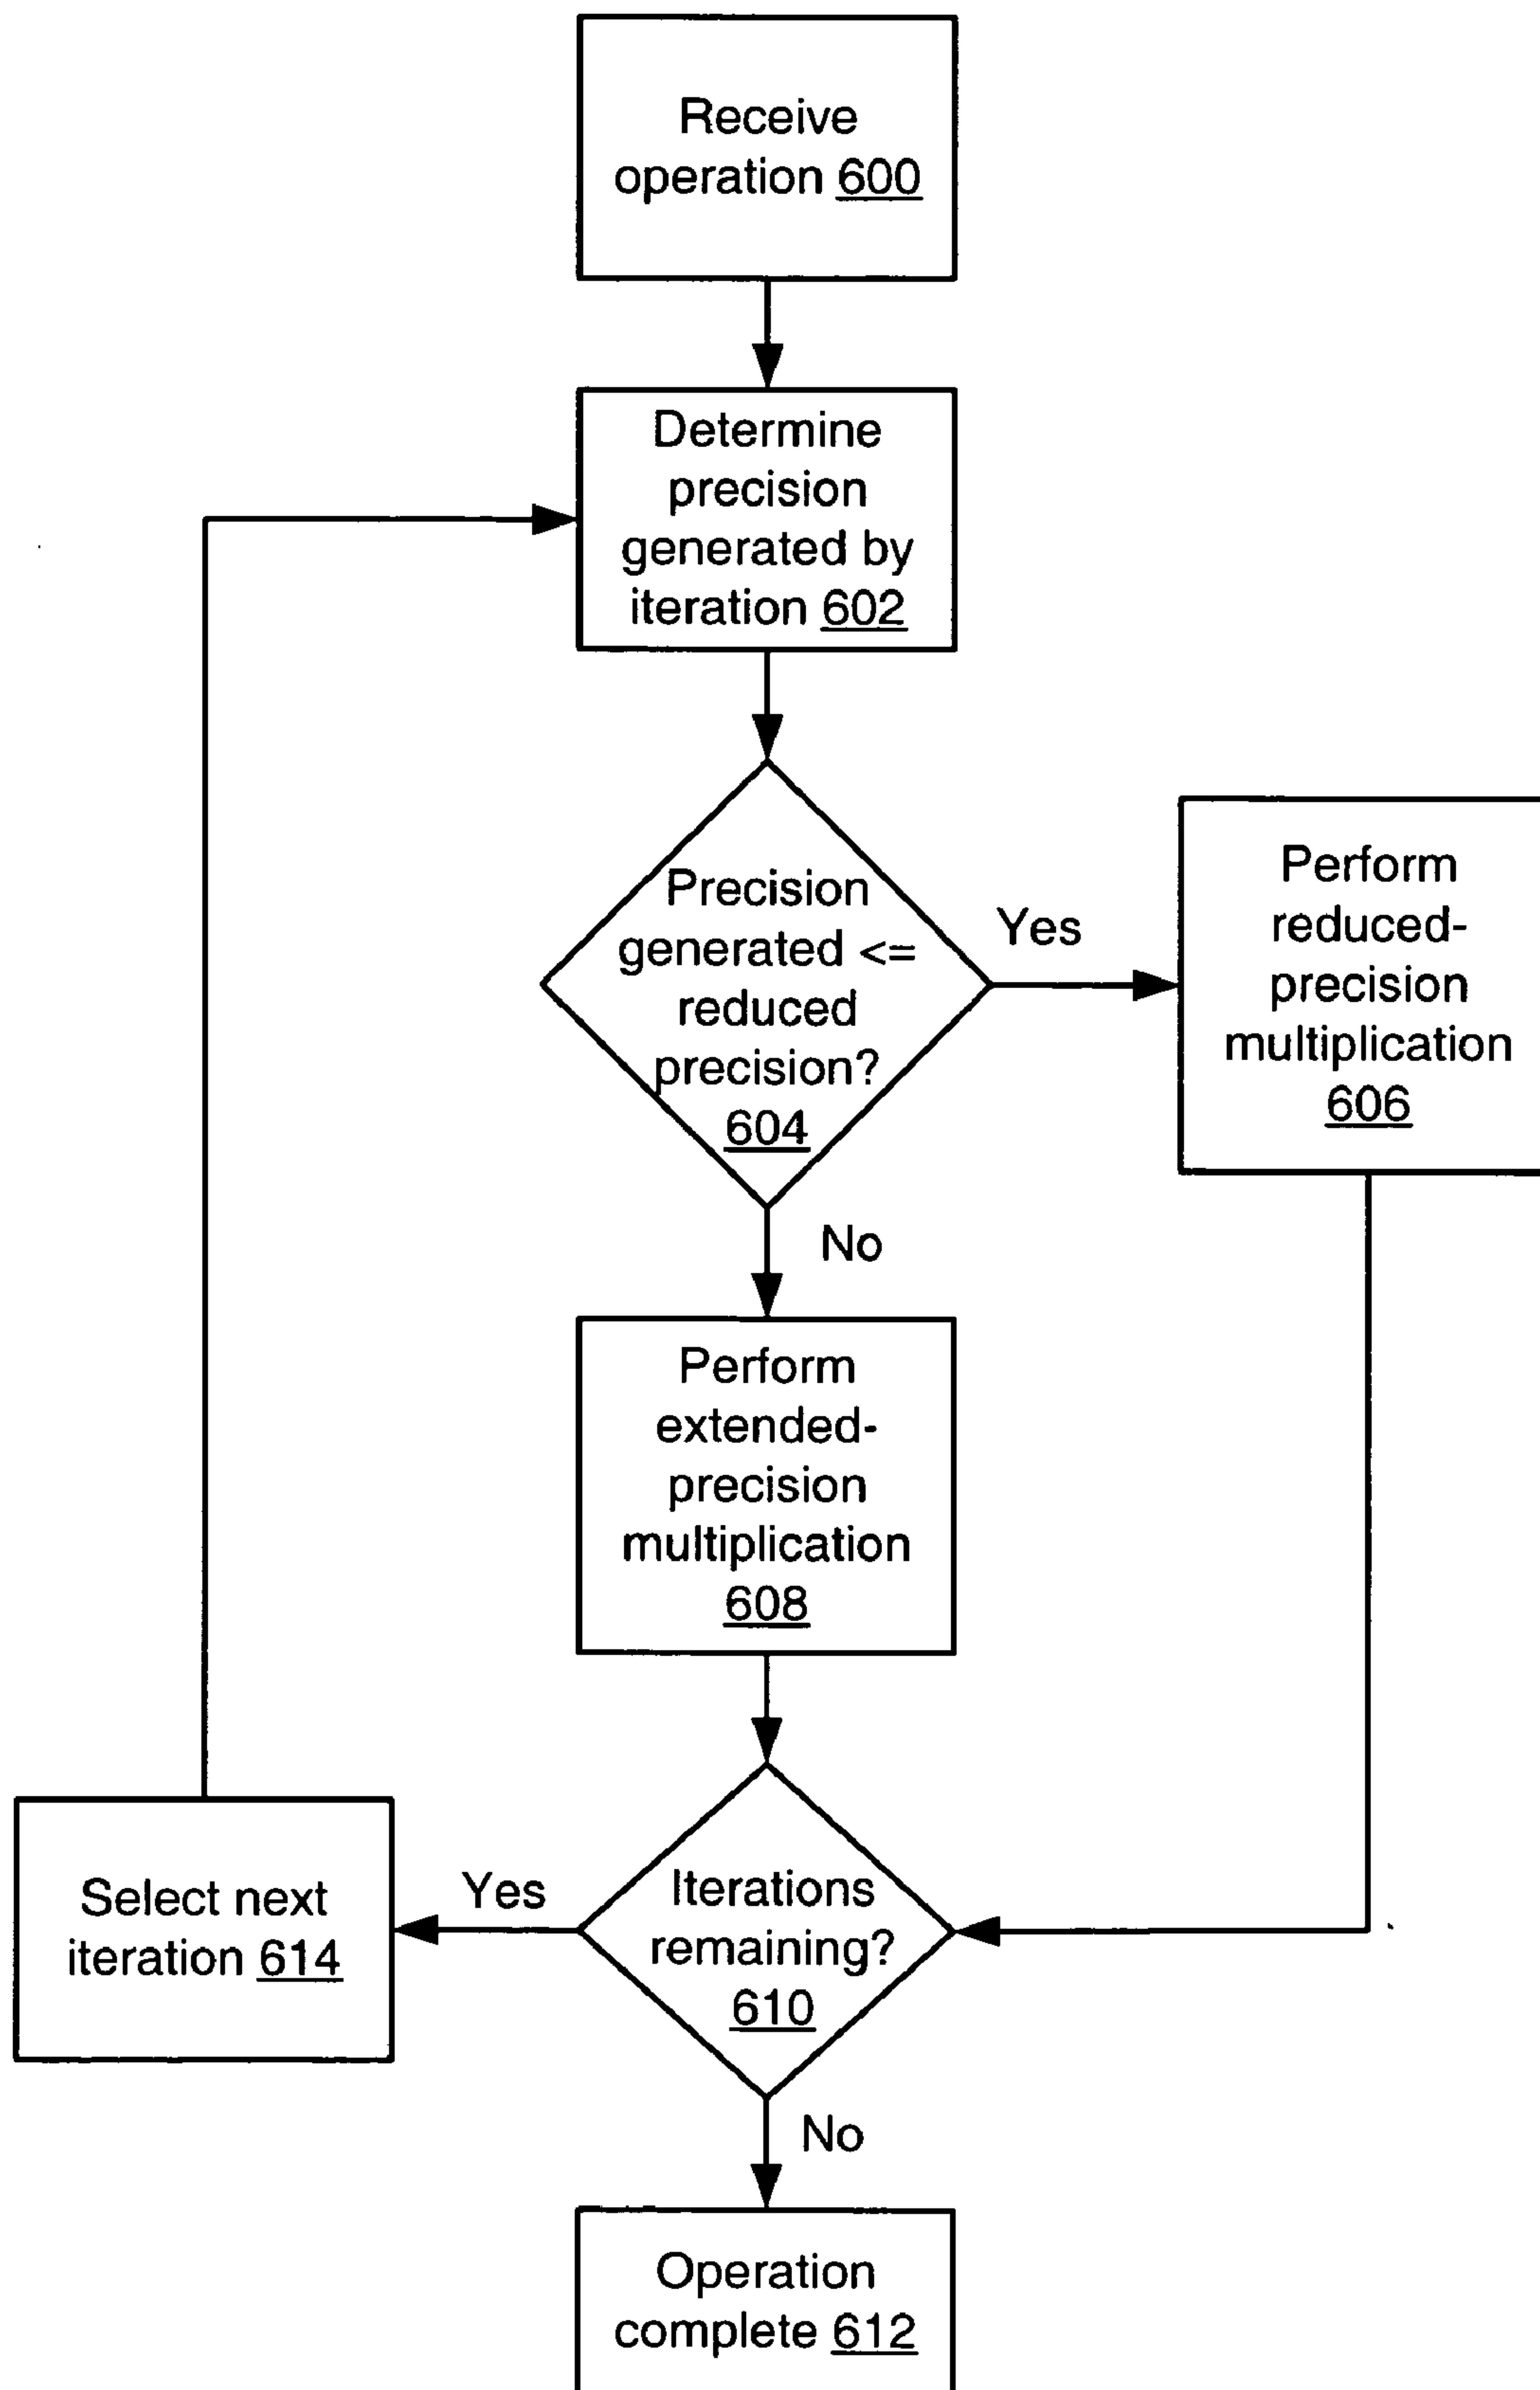 Receive
operation 600
Determine
precision
generated by
iteration 602
Precision
generated <=
reduced
precision?
604
Yes
Perform
reduced-
precision
multiplication
606
No
Perform
extended-
precision
multiplication
608
Iterations
remaining?
610
Yes
Select next
iteration 614
No
Operation
complete 612